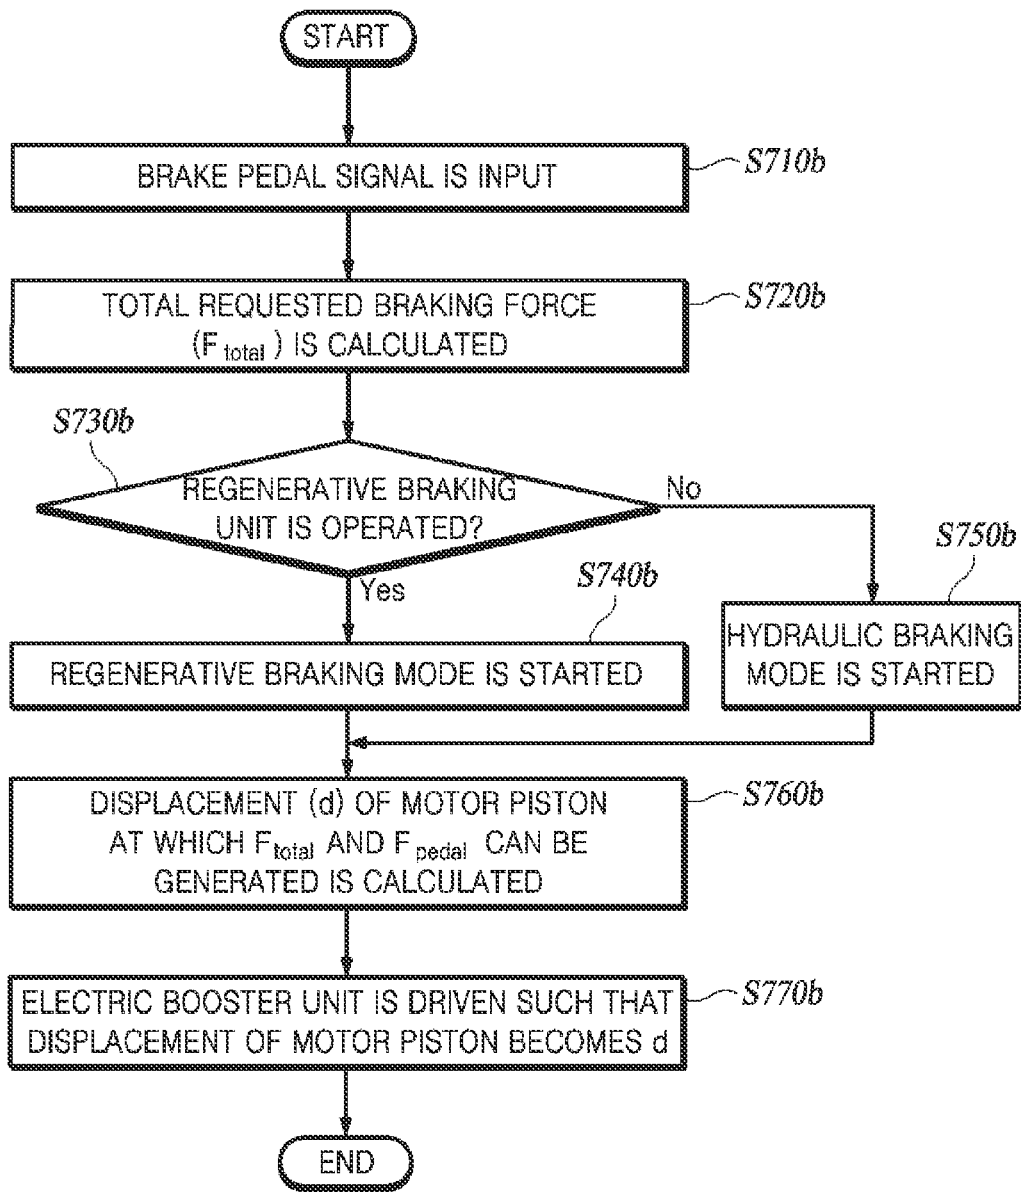 START
BRAKE PEDAL SIGNAL IS INPUT
S710b
TOTAL REQUESTED BRAKING FORCE
(F total) IS CALCULATED
S720b
S730b
REGENERATIVE BRAKING
UNIT IS OPERATED?
No
Yes
S740b
S750b
REGENERATIVE BRAKING MODE IS STARTED
HYDRAULIC BRAKING
MODE IS STARTED
DISPLACEMENT (d) OF MOTOR PISTON
AT WHICH F total AND F pedal CAN BE
GENERATED IS CALCULATED
S760b
ELECTRIC BOOSTER UNIT IS DRIVEN SUCH THAT
DISPLACEMENT OF MOTOR PISTON BECOMES d
S770b
END